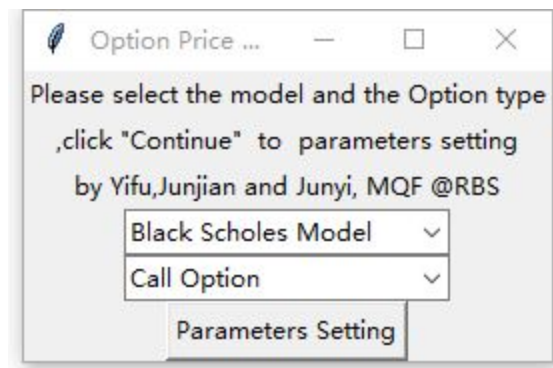 Option Price ...
Please select the model and the Option type
,click "Continue"  to  parameters setting
by Yifu,Junjian and Junyi, MQF @RBS
Black Scholes Model
Call Option
Parameters Setting